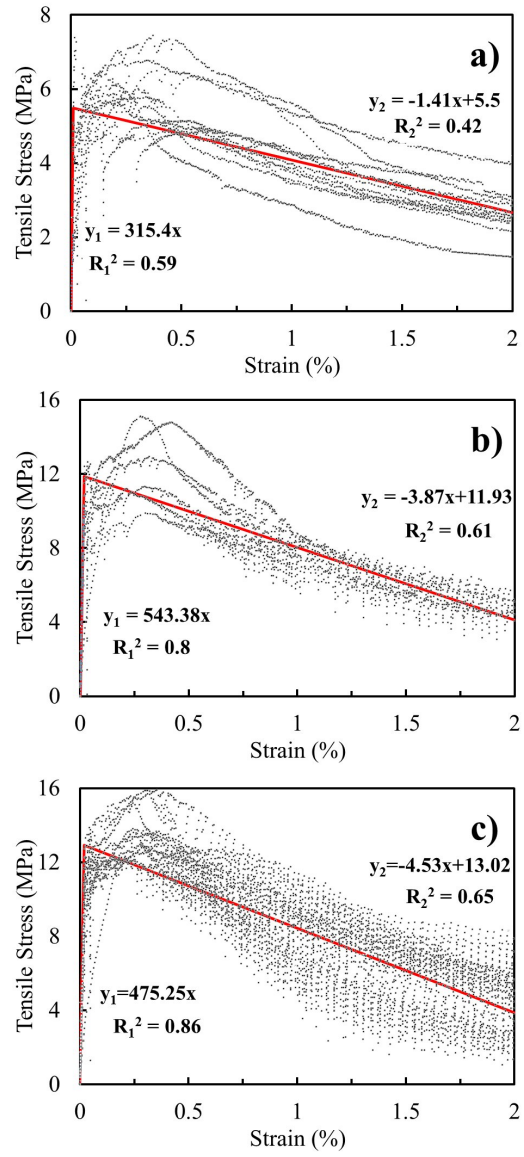 a)
8
6
4
2
0
Tensile Stress (MPa)
y₂ = -1.41x+5.5
R₂² = 0.42
y₁ = 315.4x
R₁² = 0.59
0 0.5 1 1.5 2
Strain (%)
b)
16
12
8
4
0
Tensile Stress (MPa)
y₂ = -3.87x+11.93
R₂² = 0.61
y₁ = 543.38x
R₁² = 0.8
0 0.5 1 1.5 2
Strain (%)
c)
16
12
8
4
0
Tensile Stress (MPa)
y₂=-4.53x+13.02
R₂² = 0.65
y₁=475.25x
R₁² = 0.86
0 0.5 1 1.5 2
Strain (%)